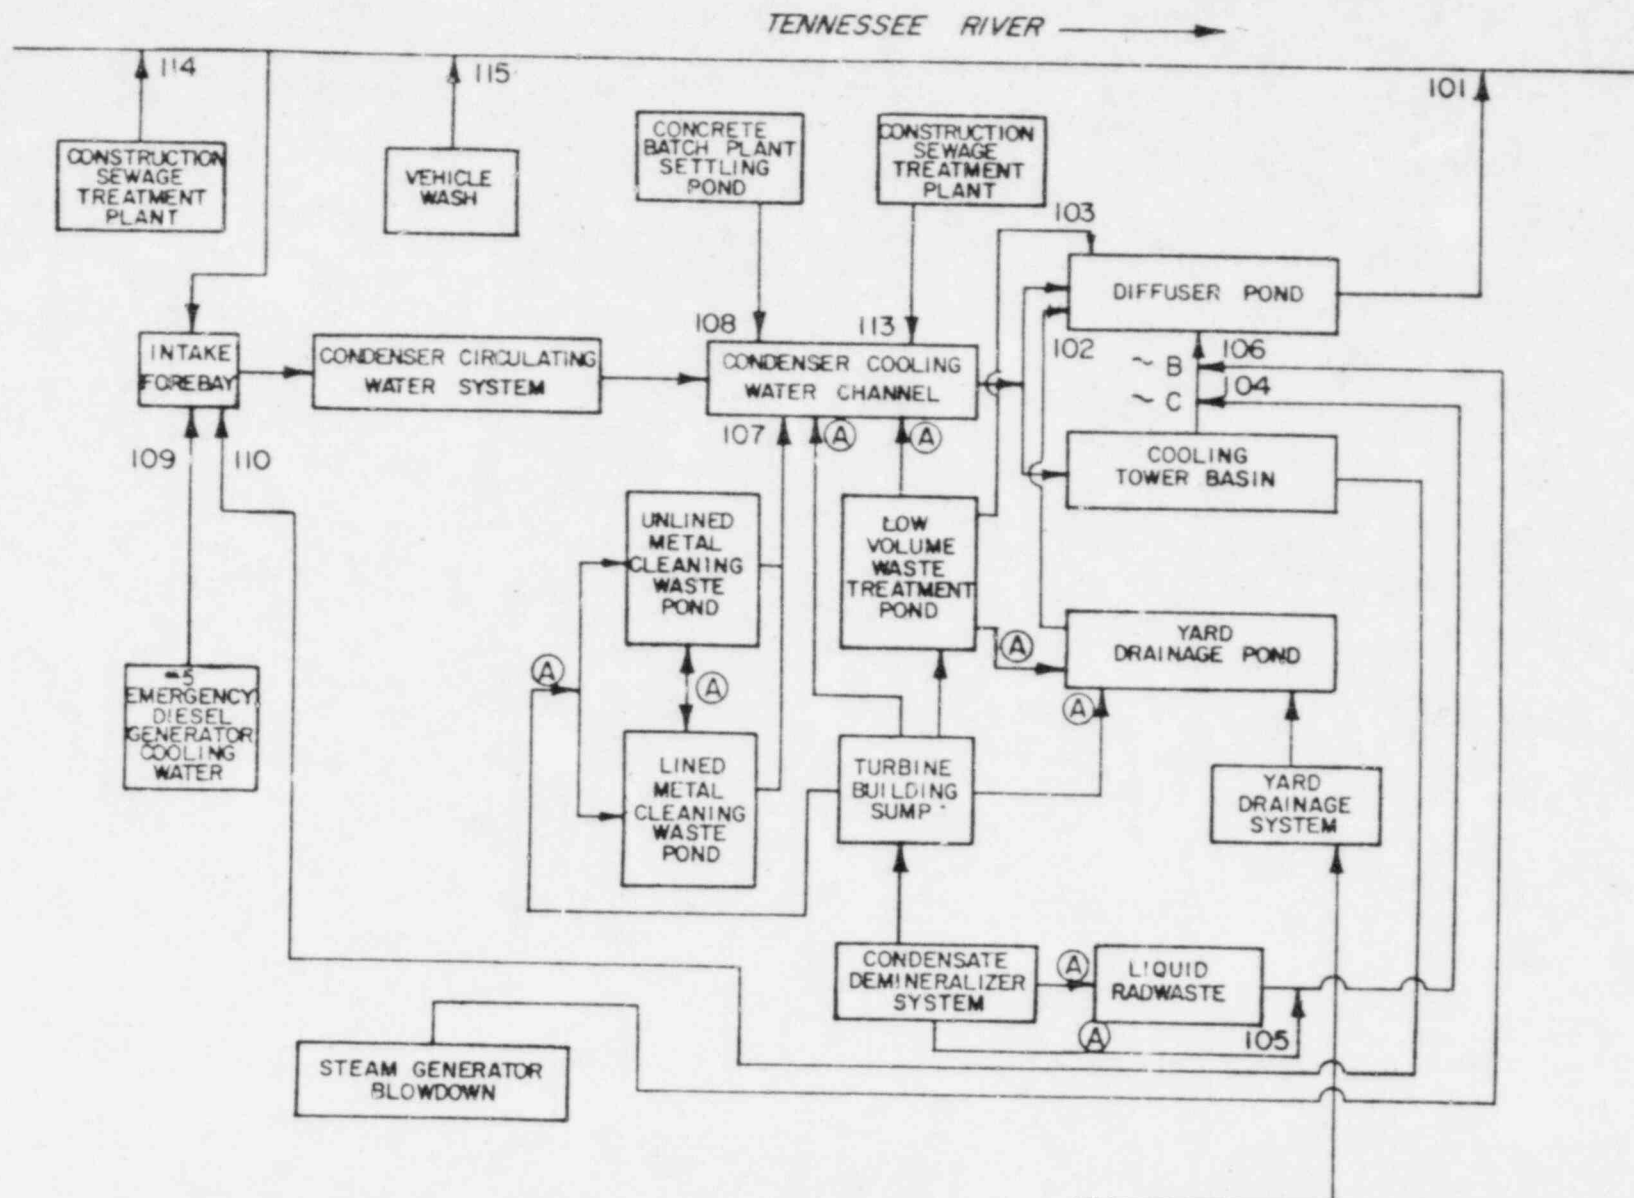 TENNESSEE RIVER
114
115
101
CONSTRUCTION
SEWAGE
TREATMENT
PLANT
VEHICLE
WASH
CONCRETE
BATCH PLANT
SETTLING
POND
CONSTRUCTION
SEWAGE
TREATMENT
PLANT
103
DIFFUSER POND
108
113
102
106
~ B
104
~ C
INTAKE
FOREBAY
CONDENSER CIRCULATING
WATER SYSTEM
CONDENSER COOLING
WATER CHANNEL
109
110
107
A
A
COOLING
TOWER BASIN
UNLINED
METAL
CLEANING
WASTE
POND
LOW
VOLUME
WASTE
TREATMENT
POND
A
A
A
YARD
DRAINAGE POND
A
#5
EMERGENCY
DIESEL
GENERATOR
COOLING
WATER
LINED
METAL
CLEANING
WASTE
POND
TURBINE
BUILDING
SUMP
YARD
DRAINAGE
SYSTEM
CONDENSATE
DEMINERALIZER
SYSTEM
A
LIQUID
RADWASTE
A
105
STEAM GENERATOR
BLOWDOWN